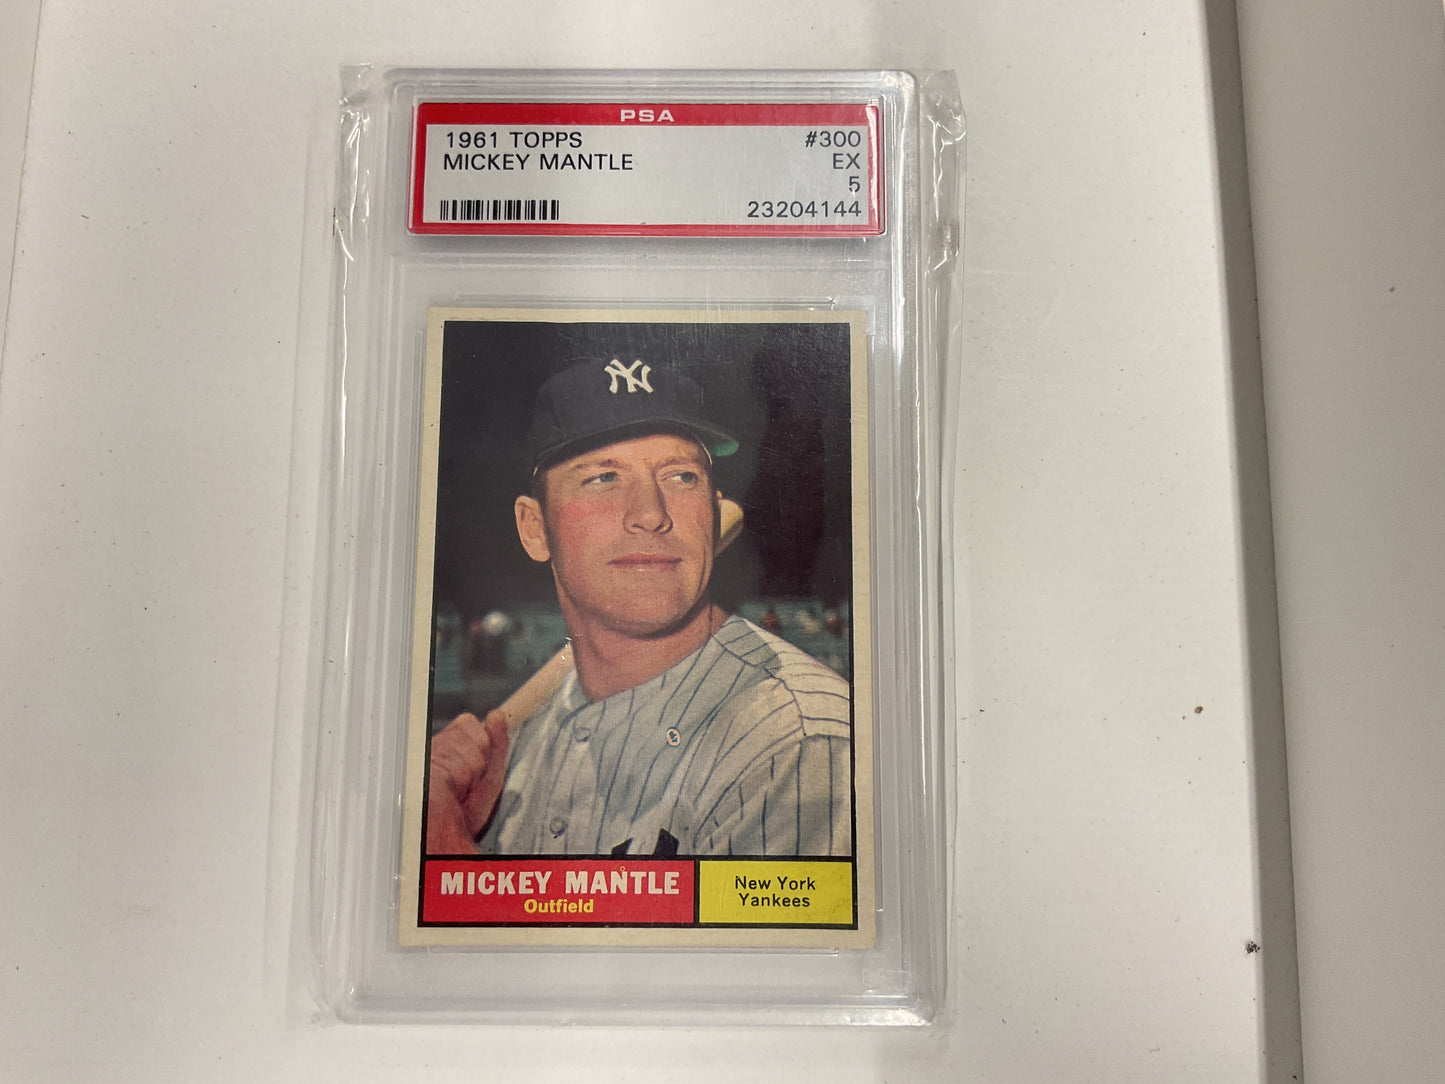 PSA
1961 TOPPS #300
MICKEY MANTLE EX
5
23204144
NY
MICKEY MANTLE
Outfield
New York
Yankees